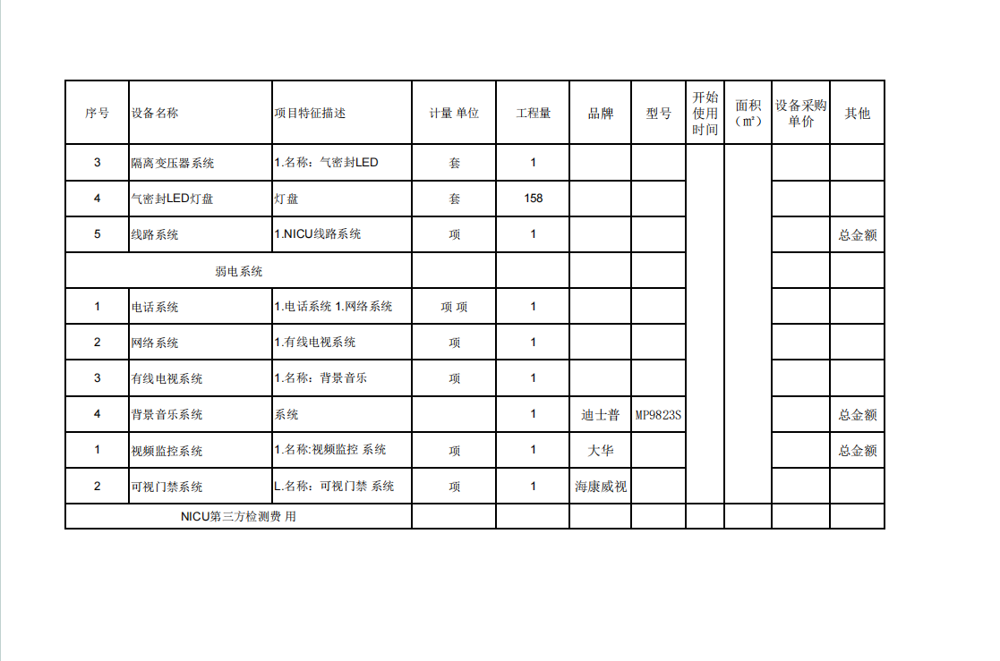 序号 设备名称 项目特征描述 计量 单位 工程量 品牌 型号 开始使用时间 面积（㎡） 设备采购单价 其他
3 隔离变压器系统 1.名称：气密封LED 套 1
4 气密封LED灯盘 灯盘 套 158
5 线路系统 1.NICU线路系统 项 1 总金额
弱电系统
1 电话系统 1.电话系统 1.网络系统 项 项 1
2 网络系统 1.有线电视系统 项 1
3 有线电视系统 1.名称：背景音乐 项 1
4 背景音乐系统 系统 1 迪士普 MP9823S 总金额
1 视频监控系统 1.名称:视频监控 系统 项 1 大华 总金额
2 可视门禁系统 L.名称：可视门禁 系统 项 1 海康威视
NICU第三方检测费 用